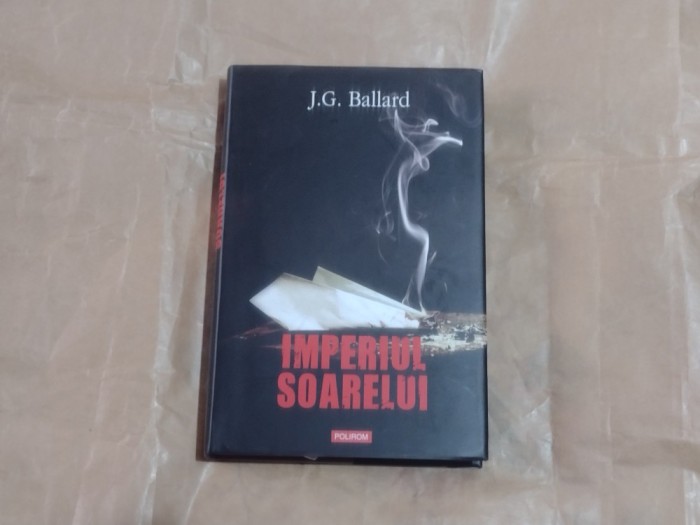 J.G. Ballard
IMPERIUL
SOARELUI
POLIROM